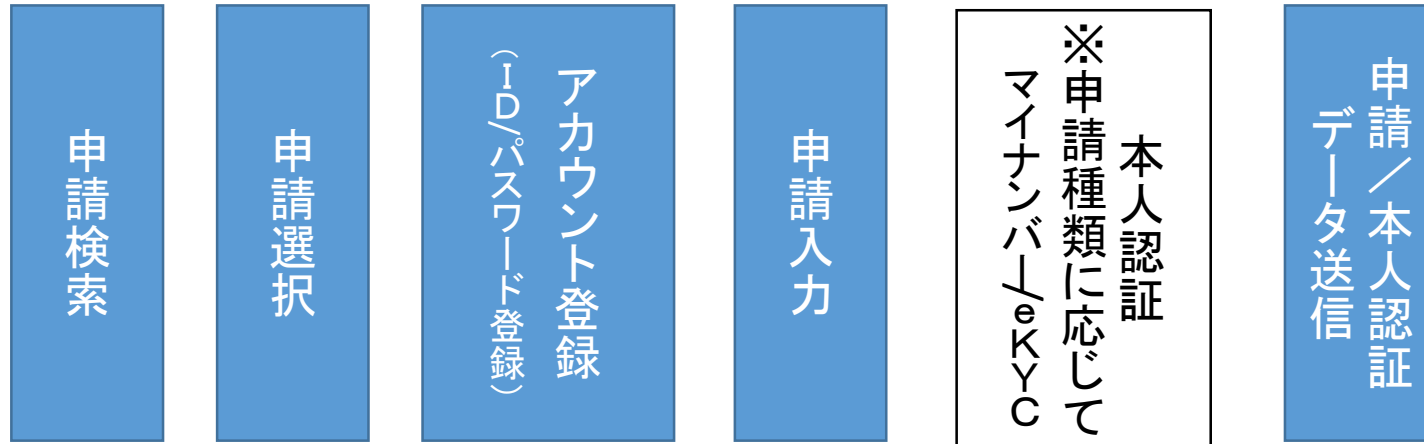 申請検索
申請選択
アカウント登録
（ＩＤ/パスワード登録）
申請入力
本人認証
※申請種類に応じて
マイナンバー/ｅＫＹＣ
申請／本人認証
データ送信